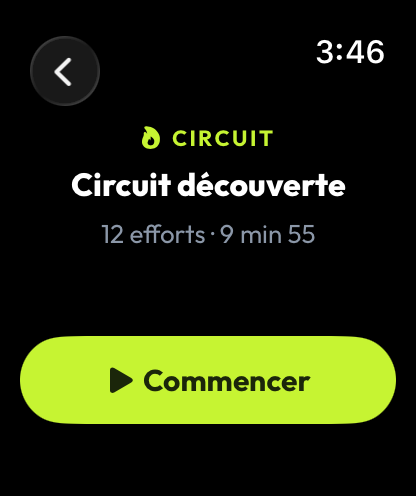 3:46
CIRCUIT
Circuit découverte
12 efforts · 9 min 55
Commencer